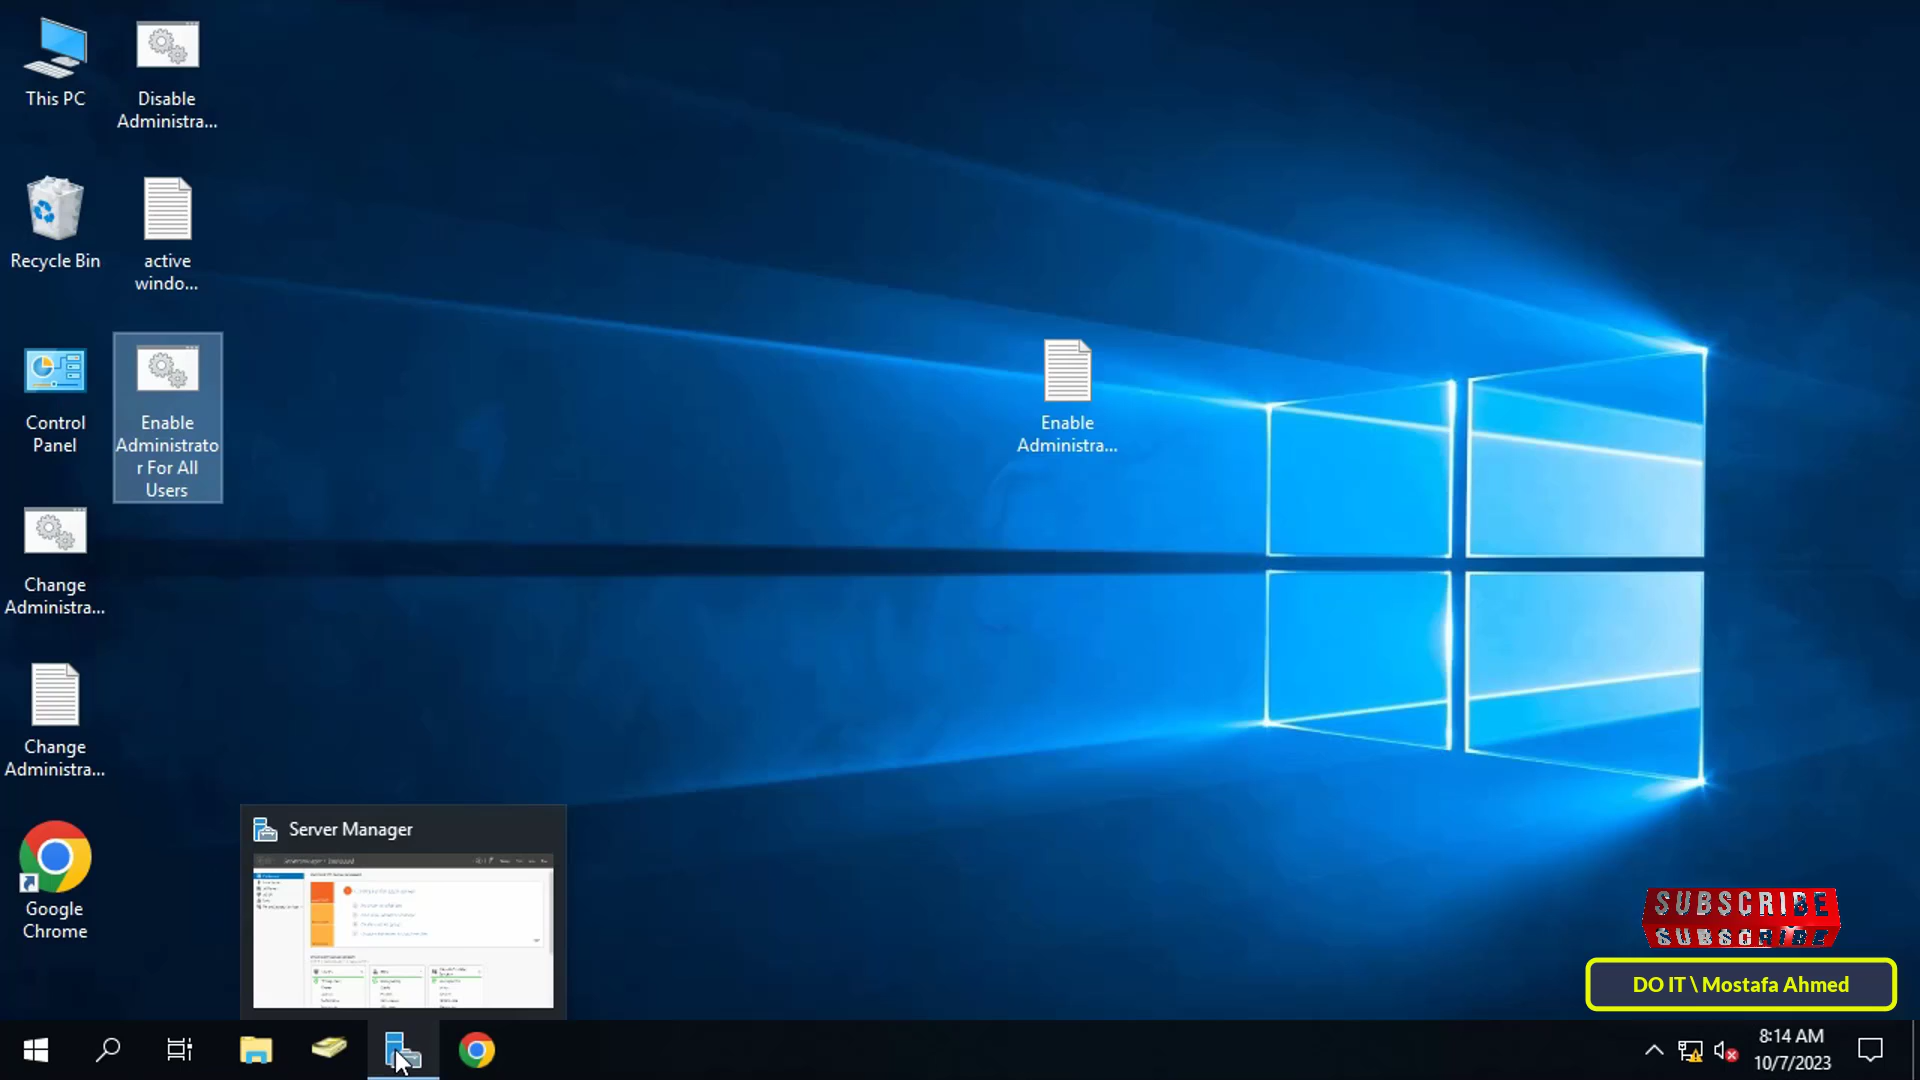 This PC
Disable
Administra...
Recycle Bin
active
windo...
Control
Panel
Enable
Administrato
r For All
Users
Enable
Administra...
Change
Administra...
Change
Administra...
Google
Chrome
Server Manager
SUBSCRIBE
DO IT \ Mostafa Ahmed
8:14 AM
10/7/2023